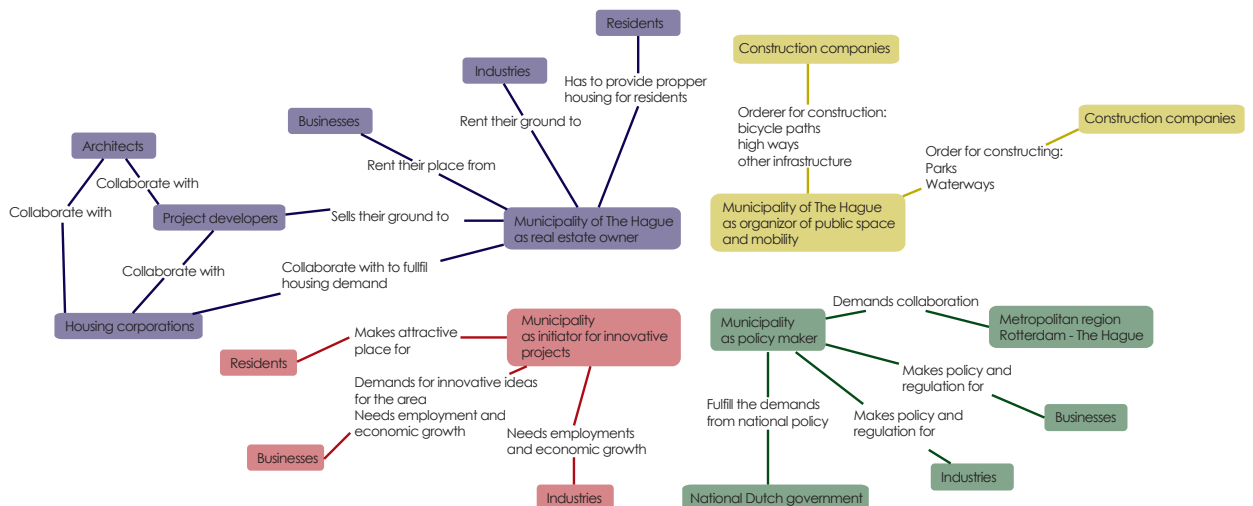 Residents
Construction companies
Industries
Has to provide propper
housing for residents
Businesses
Rent their ground to
Orderer for construction:
bicycle paths
high ways
other infrastructure
Construction companies
Architects
Rent their place from
Order for constructing:
Parks
Waterways
Collaborate with
Collaborate with
Project developers
Sells their ground to
Municipality of The Hague
as real estate owner
Municipality of The Hague
as organizor of public space
and mobility
Collaborate with
Collaborate with to fullfil
housing demand
Housing corporations
Makes attractive
place for
Municipality
as initiator for innovative
projects
Residents
Demands for innovative ideas
for the area
Needs employment and
economic growth
Businesses
Needs employments
and economic growth
Industries
Municipality
as policy maker
Demands collaboration
Metropolitan region
Rotterdam - The Hague
Makes policy and
regulation for
Businesses
Fulfill the demands
from national policy
Makes policy and
regulation for
Industries
National Dutch government